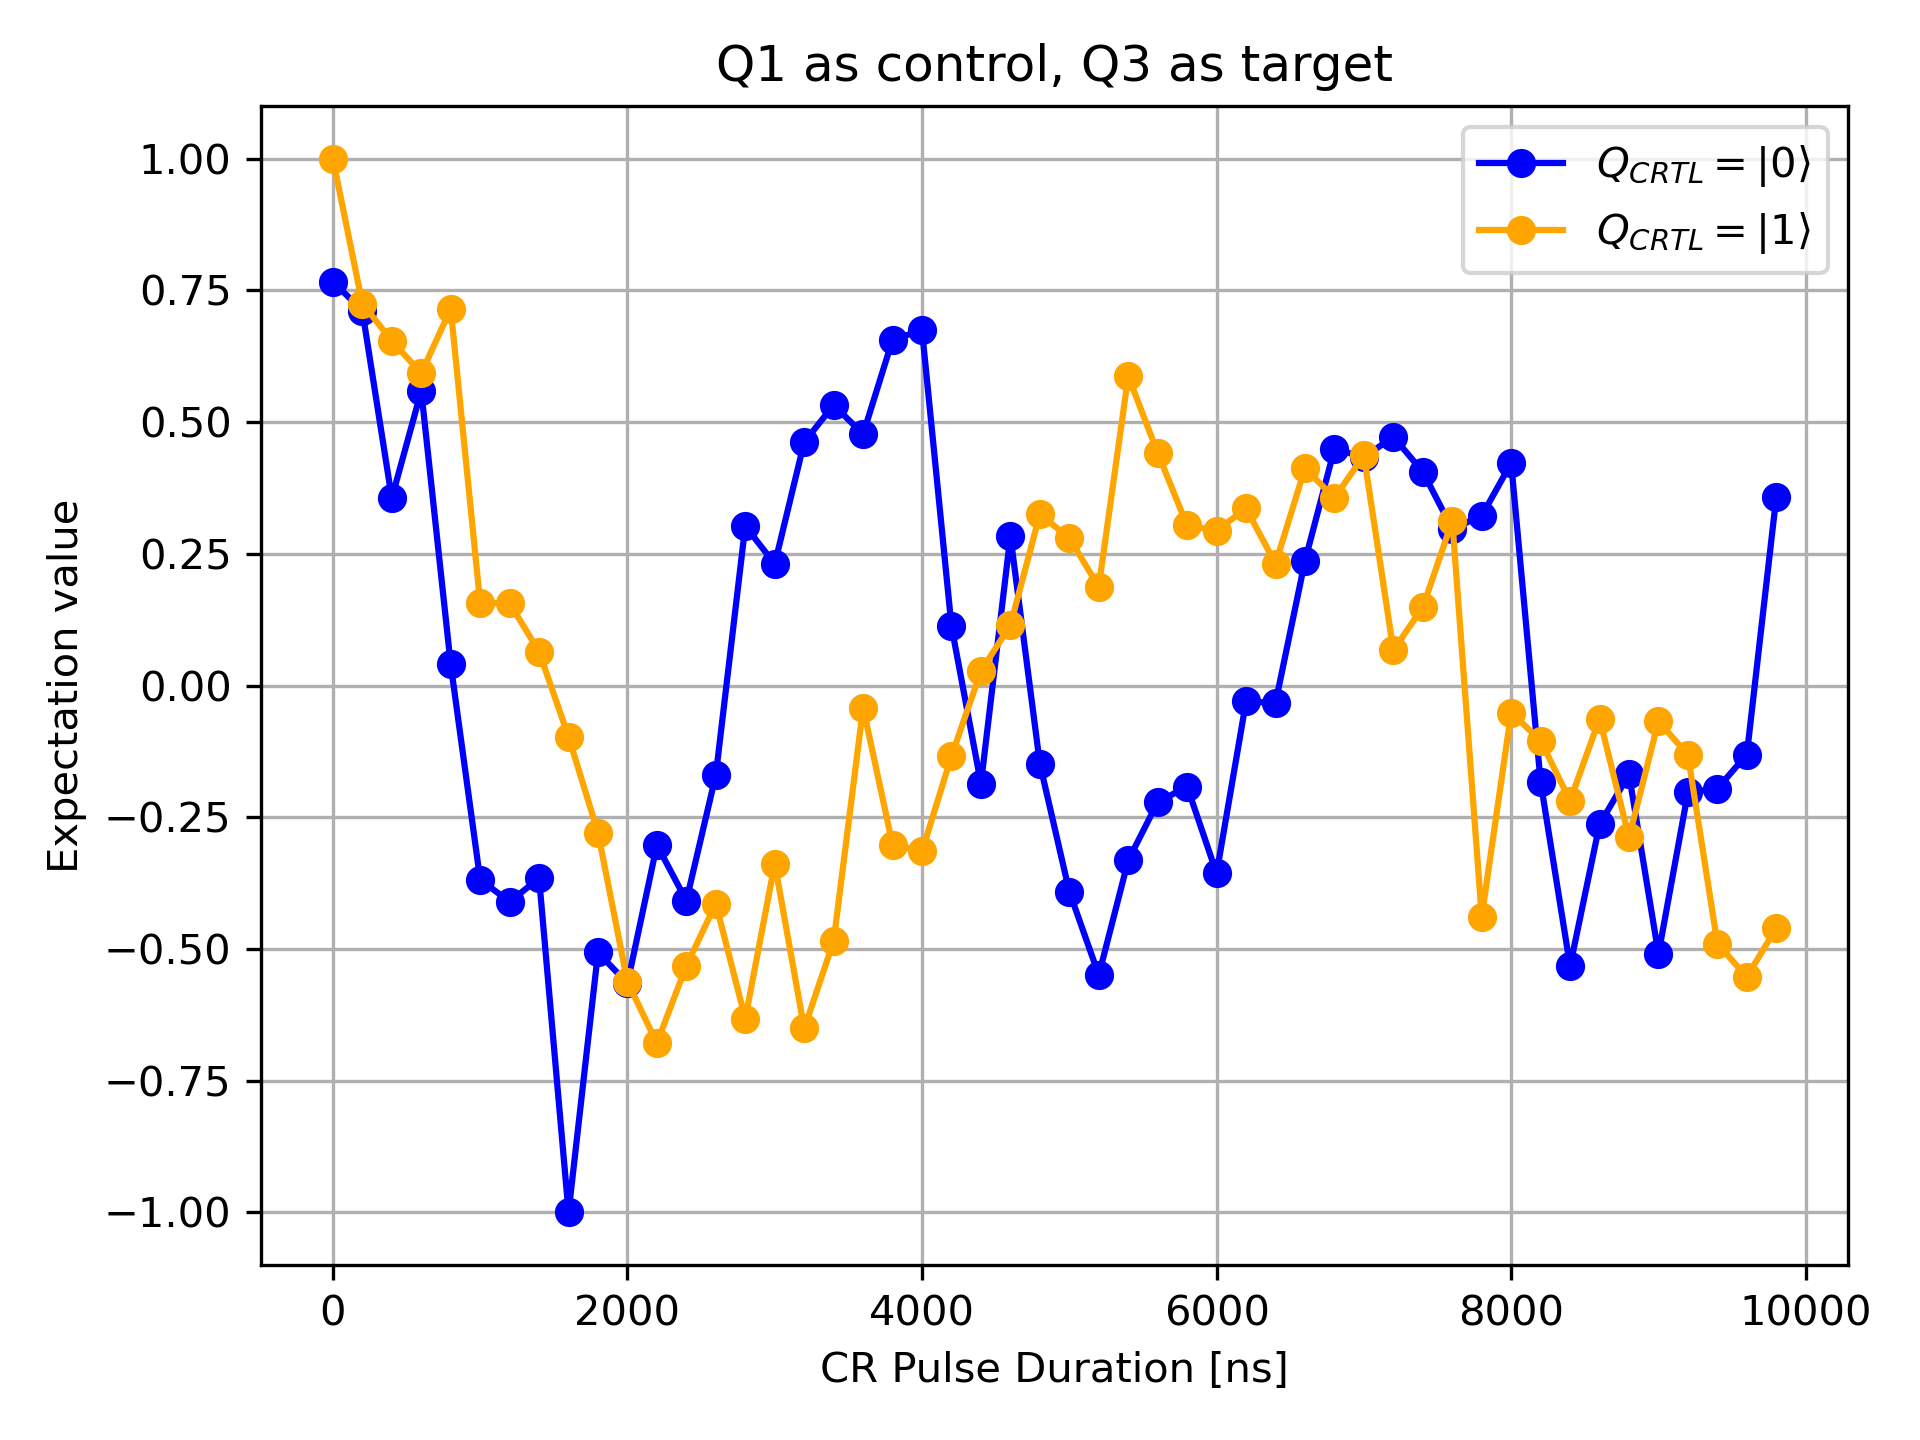 Q1 as control, Q3 as target
Q_CRTL = |0⟩
Q_CRTL = |1⟩
Expectation value
1.00
0.75
0.50
0.25
0.00
−0.25
−0.50
−0.75
−1.00
0 2000 4000 6000 8000 10000
CR Pulse Duration [ns]